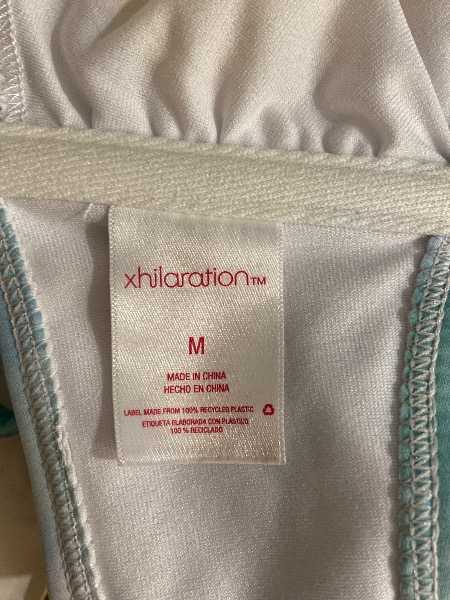 xhilaration™
M
MADE IN CHINA
HECHO EN CHINA
LABEL MADE FROM 100% RECYCLED PLASTIC
ETIQUETA ELABORADA CON PLASTICO
100 % RECICLADO